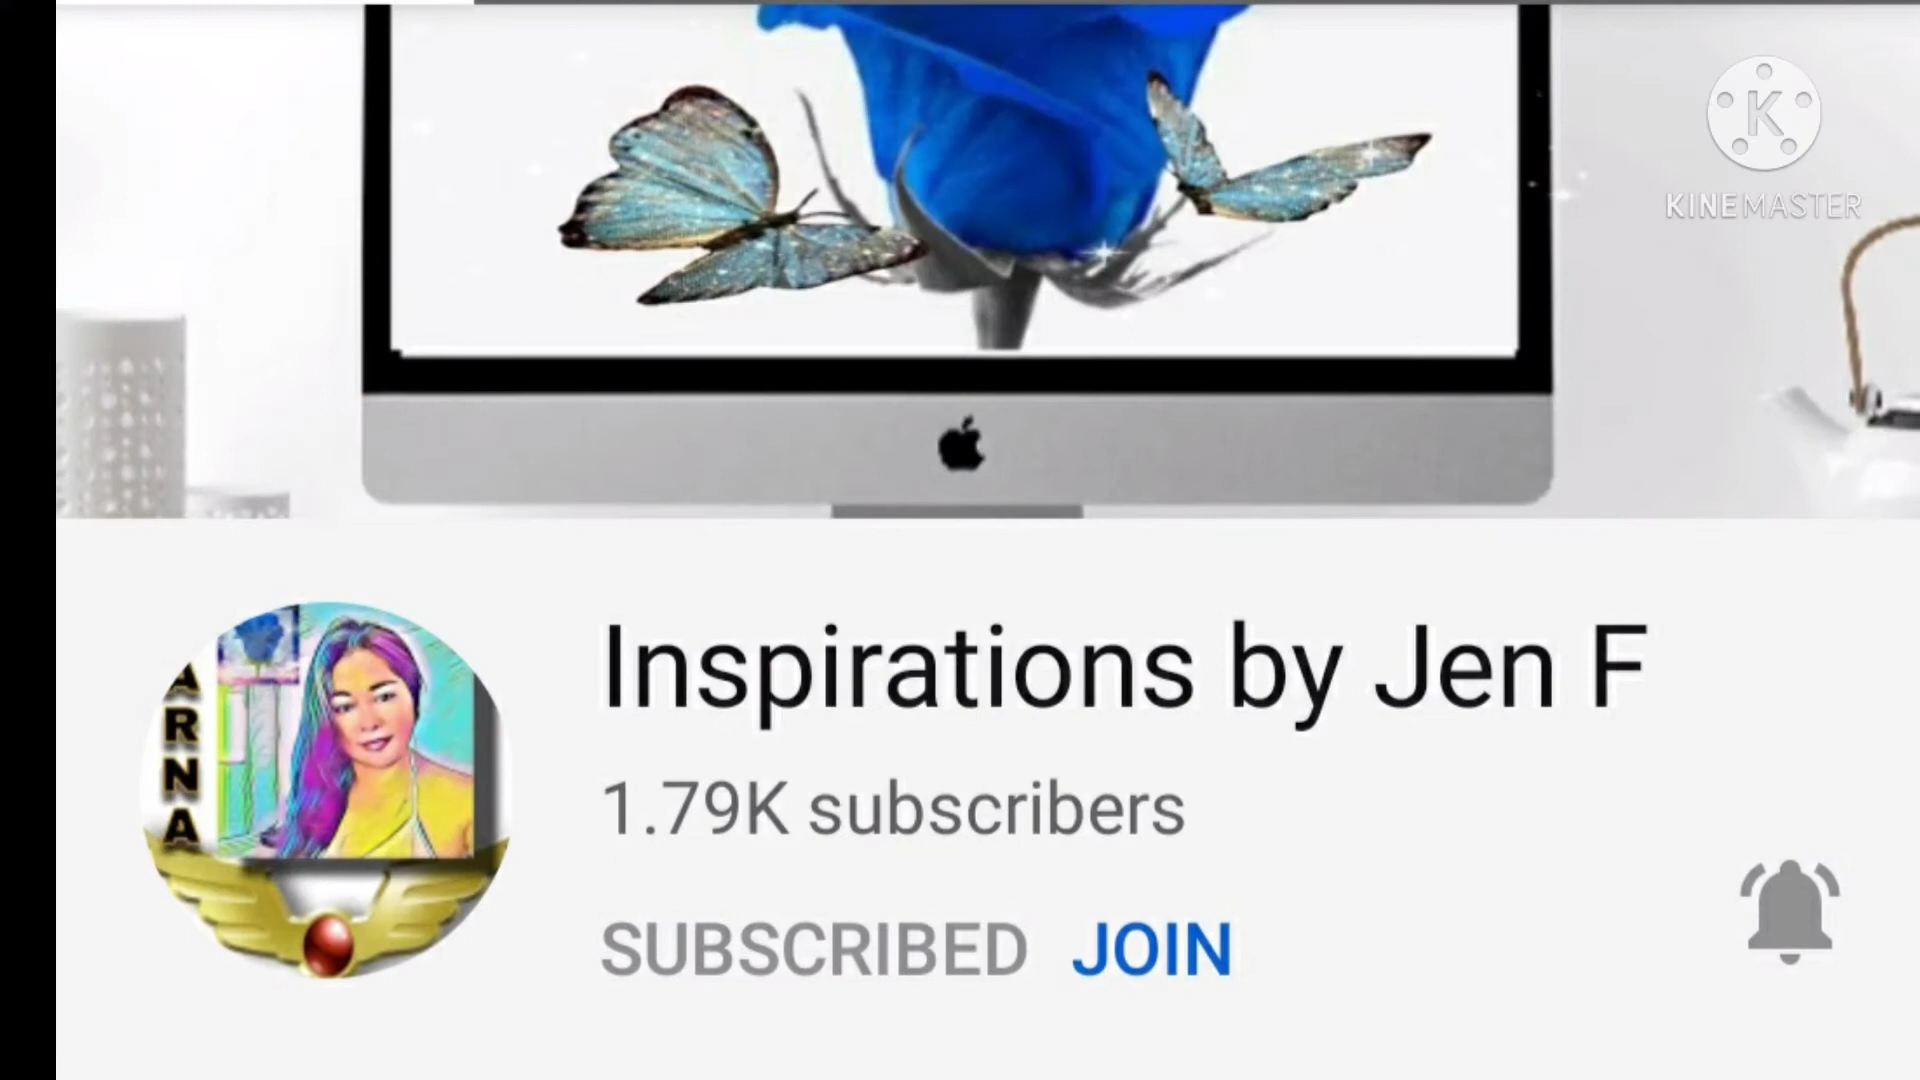 KINEMASTER
Inspirations by Jen F
1.79K subscribers
SUBSCRIBED JOIN
A
R
N
A